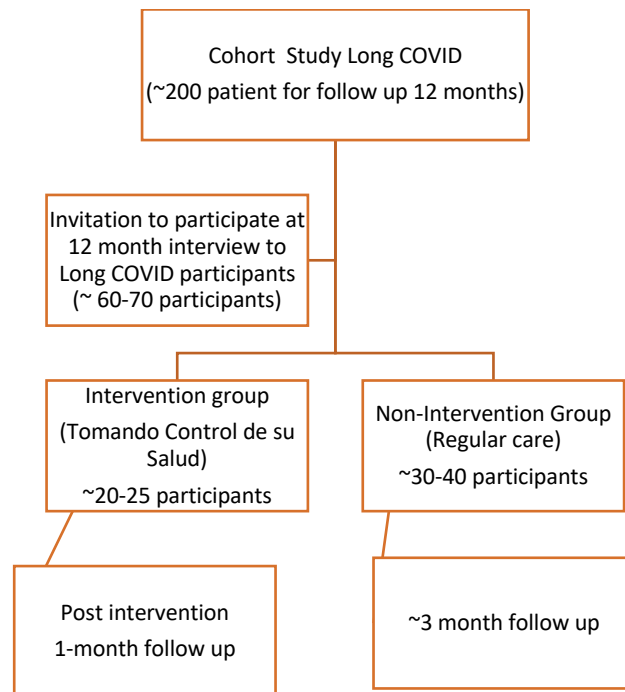 Cohort Study Long COVID
(~200 patient for follow up 12 months)
Invitation to participate at
12 month interview to
Long COVID participants
(~ 60-70 participants)
Intervention group
(Tomando Control de su
Salud)
~20-25 participants
Non-Intervention Group
(Regular care)
~30-40 participants
Post intervention
1-month follow up
~3 month follow up